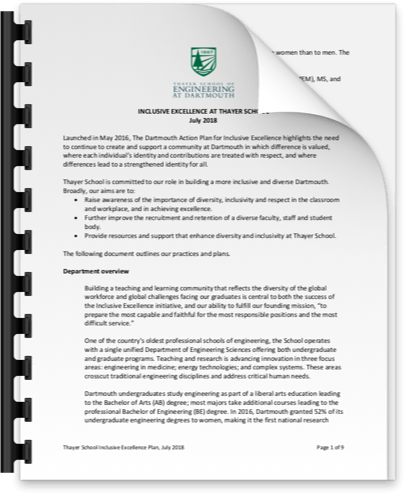 e women than to men. The
EM), MS, and
THAYER SCHOOL OF
ENGINEERING
AT DARTMOUTH
INCLUSIVE EXCELLENCE AT THAYER SCHO
July 2018
Launched in May 2016, The Dartmouth Action Plan for Inclusive Excellence highlights the need
to continue to create and support a community at Dartmouth in which difference is valued,
where each individual's identity and contributions are treated with respect, and where
differences lead to a strengthened identity for all.
Thayer School is committed to our role in building a more inclusive and diverse Dartmouth.
Broadly, our aims are to:
• Raise awareness of the importance of diversity, inclusivity and respect in the classroom
and workplace, and in achieving excellence.
• Further improve the recruitment and retention of a diverse faculty, staff and student
body.
• Provide resources and support that enhance diversity and inclusivity at Thayer School.
The following document outlines our practices and plans.
Department overview
Building a teaching and learning community that reflects the diversity of the global
workforce and global challenges facing our graduates is central to both the success of
the Inclusive Excellence initiative, and our ability to fulfill our founding mission, "to
prepare the most capable and faithful for the most responsible positions and the most
difficult service."
One of the country's oldest professional schools of engineering, the School operates
with a single unified Department of Engineering Sciences offering both undergraduate
and graduate programs. Teaching and research is advancing innovation in three focus
areas: engineering in medicine; energy technologies; and complex systems. These areas
crosscut traditional engineering disciplines and address critical human needs.
Dartmouth undergraduates study engineering as part of a liberal arts education leading
to the Bachelor of Arts (AB) degree; most majors take additional courses leading to the
professional Bachelor of Engineering (BE) degree. In 2016, Dartmouth granted 52% of its
undergraduate engineering degrees to women, making it the first national research
Thayer School Inclusive Excellence Plan, July 2018 Page 1 of 9